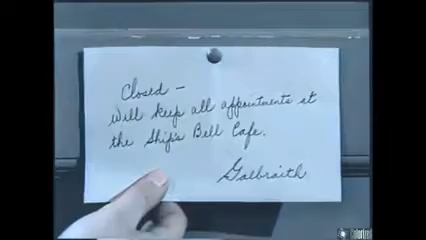 Closed —
Will keep all appointments at
the Ship's Bell Cafe.
Galbraith